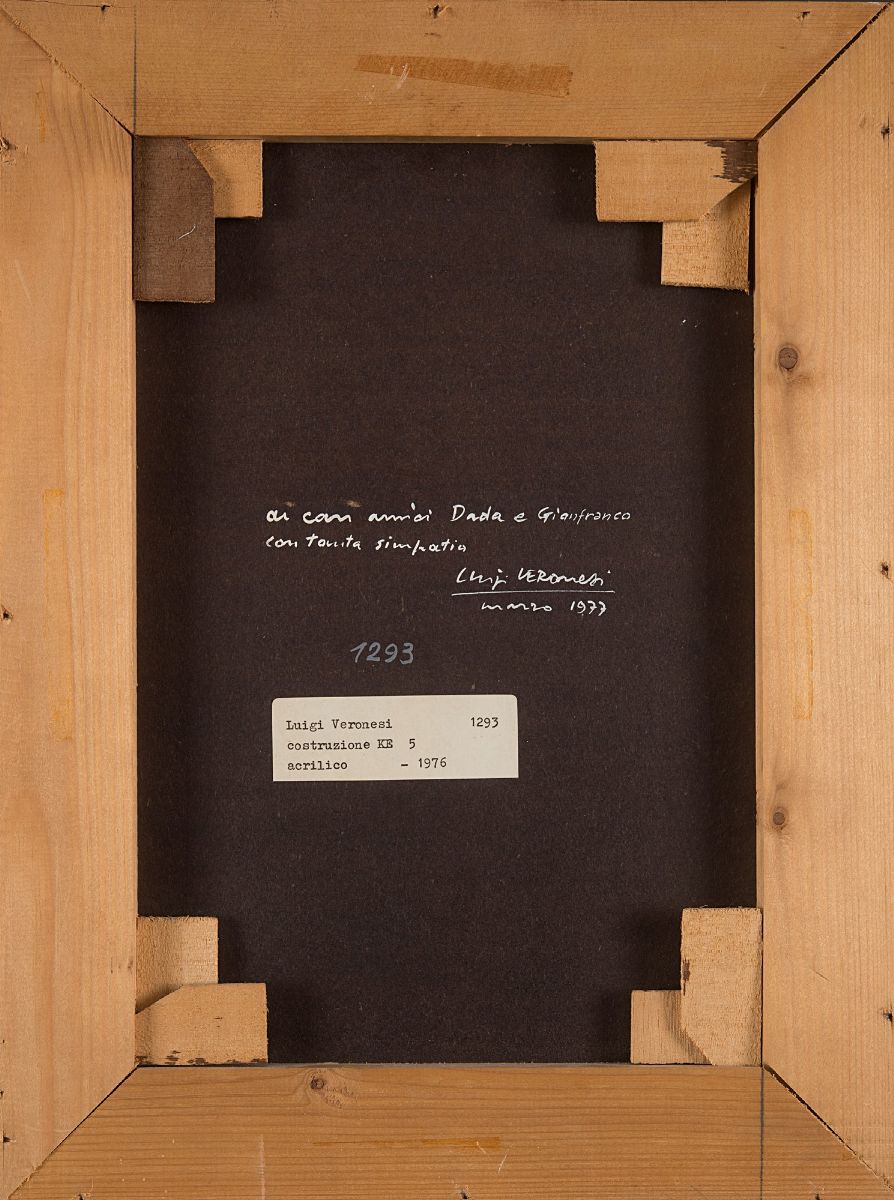 ai cari amici Dada e Gianfranco
con tanta simpatia
Luigi VERonesi
marzo 1977
1293
Luigi Veronesi 1293
costruzione KE 5
acrilico - 1976